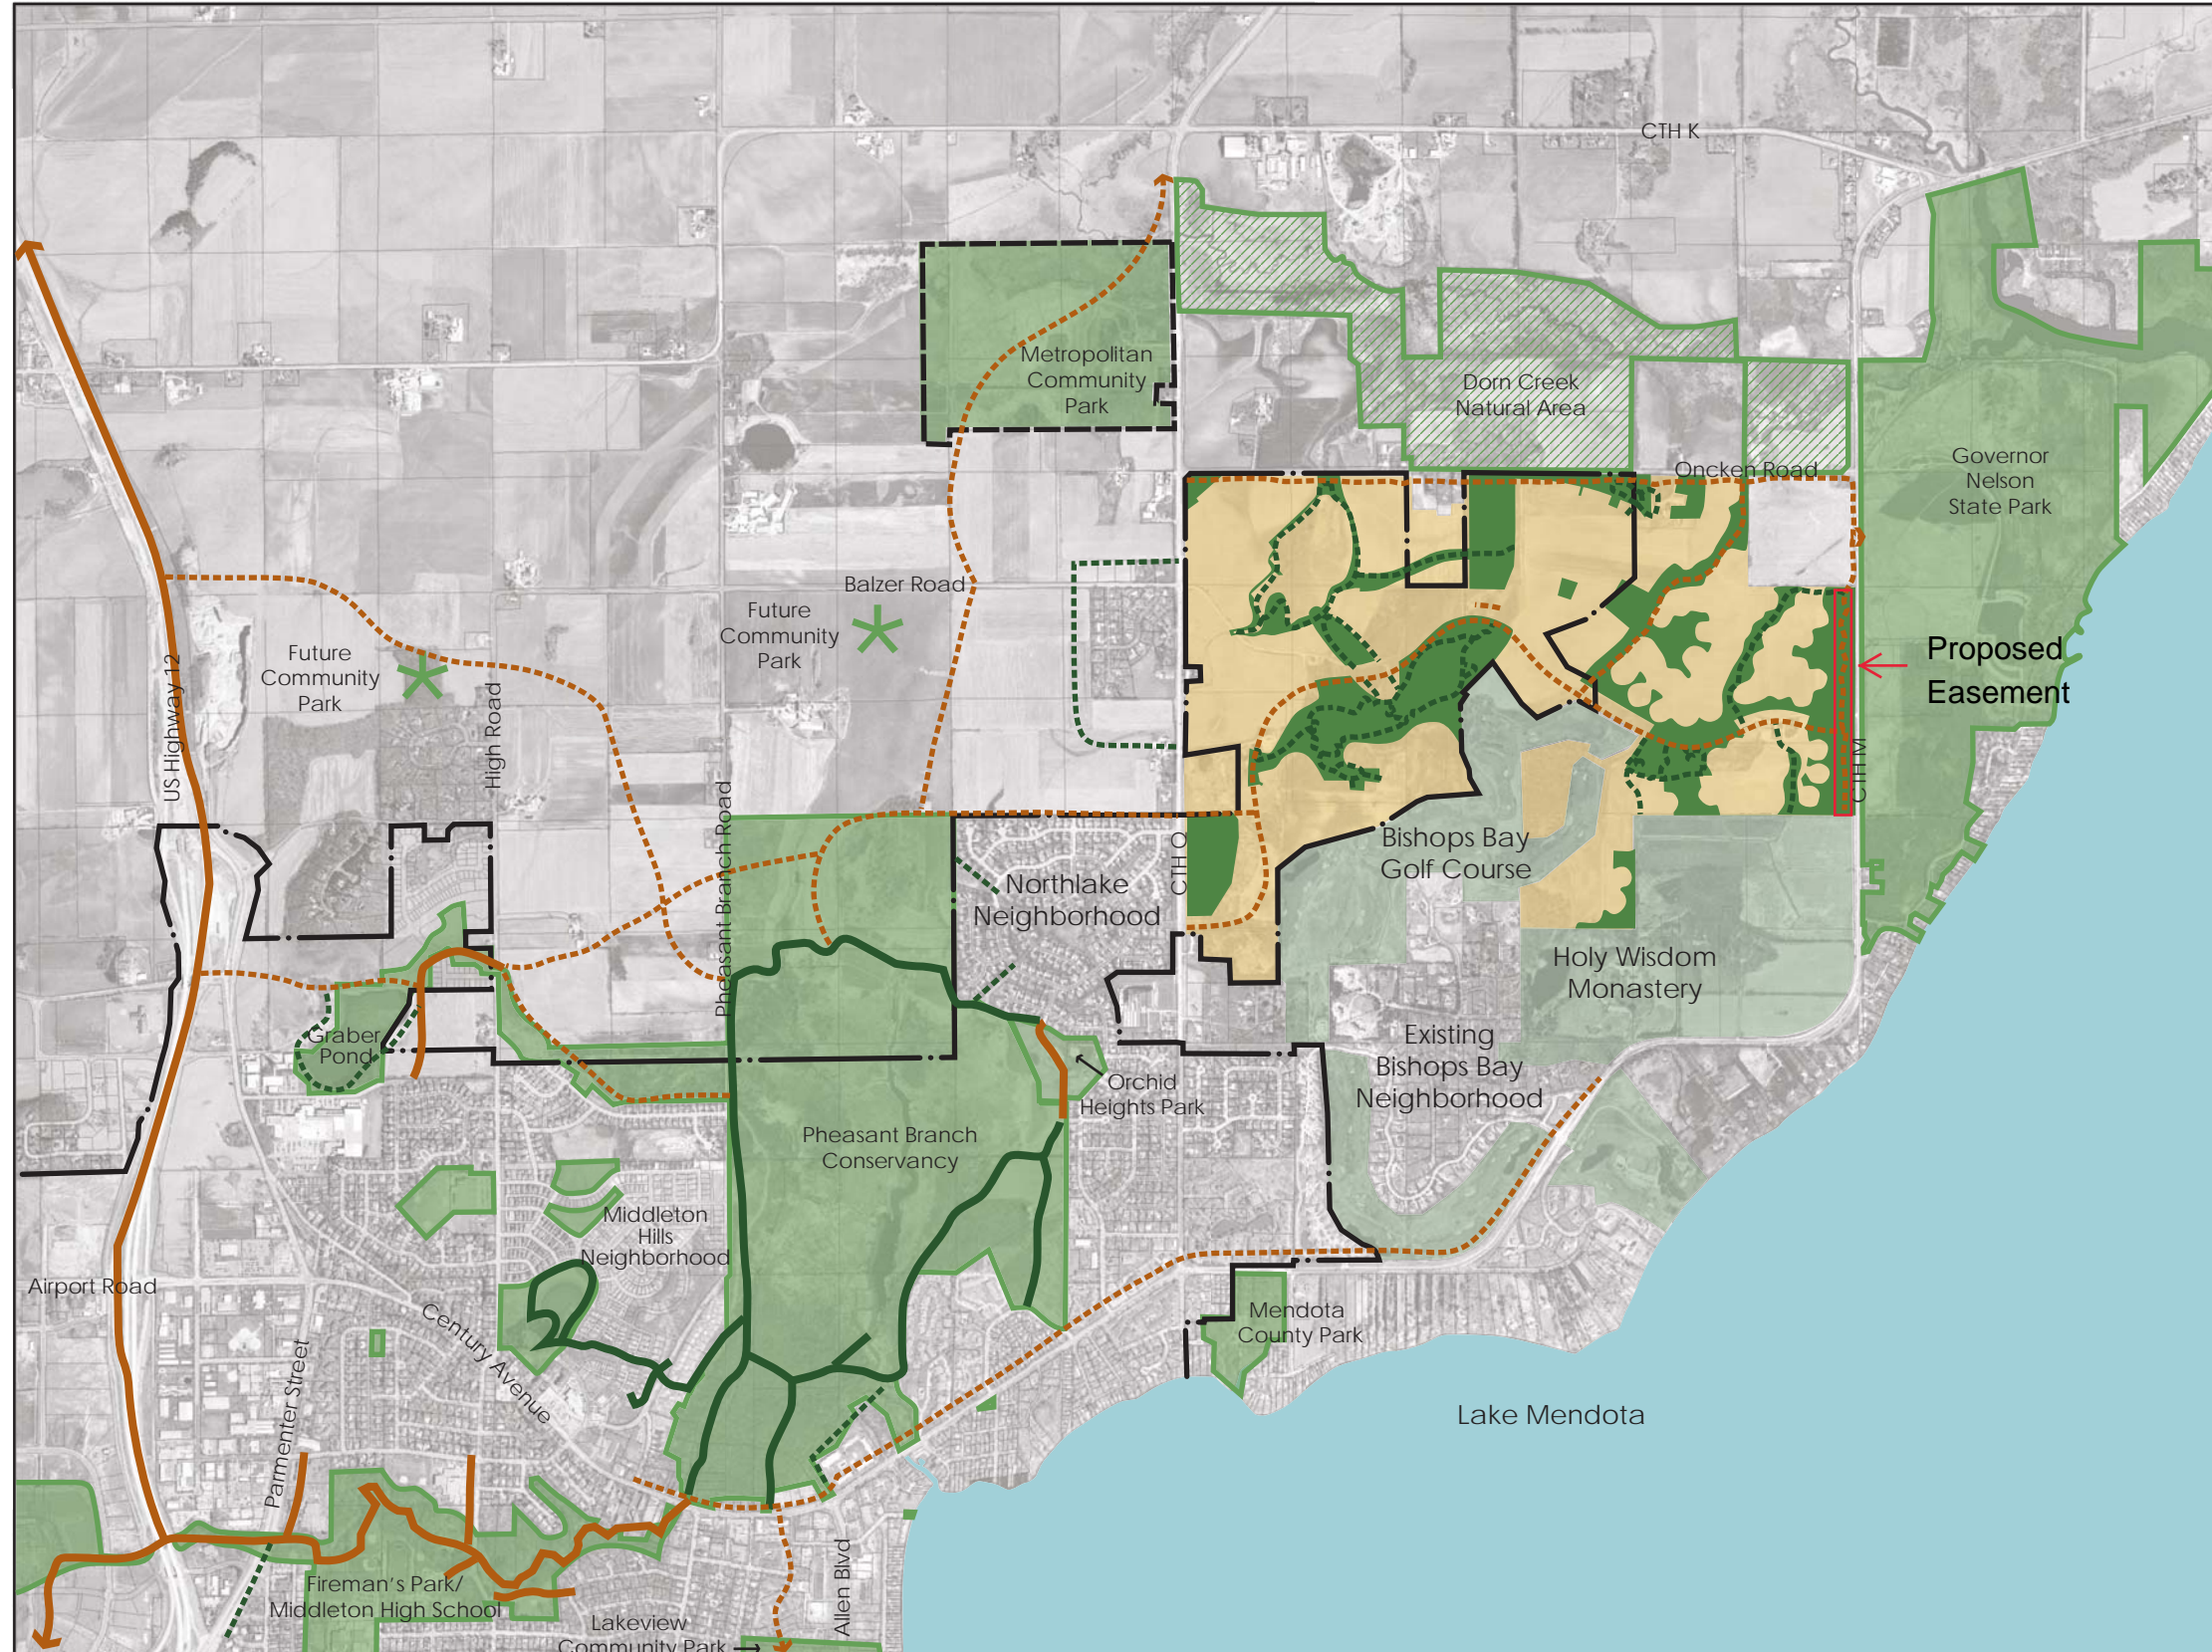 CTH K
Metropolitan
Community
Park
Dorn Creek
Natural Area
Oncken Road
Governor
Nelson
State Park
Balzer Road
Future
Community
Park
Future
Community
Park
US Highway 12
High Road
Pheasant Branch Road
Proposed
Easement
CTH M
CTH Q
Bishops Bay
Golf Course
Northlake
Neighborhood
Holy Wisdom
Monastery
Graber
Pond
Existing
Bishops Bay
Neighborhood
Orchid
Heights Park
Pheasant Branch
Conservancy
Middleton
Hills
Neighborhood
Airport Road
Century Avenue
Parmenter Street
Mendota
County Park
Lake Mendota
Allen Blvd
Fireman's Park/
Middleton High School
Lakeview
Community Park